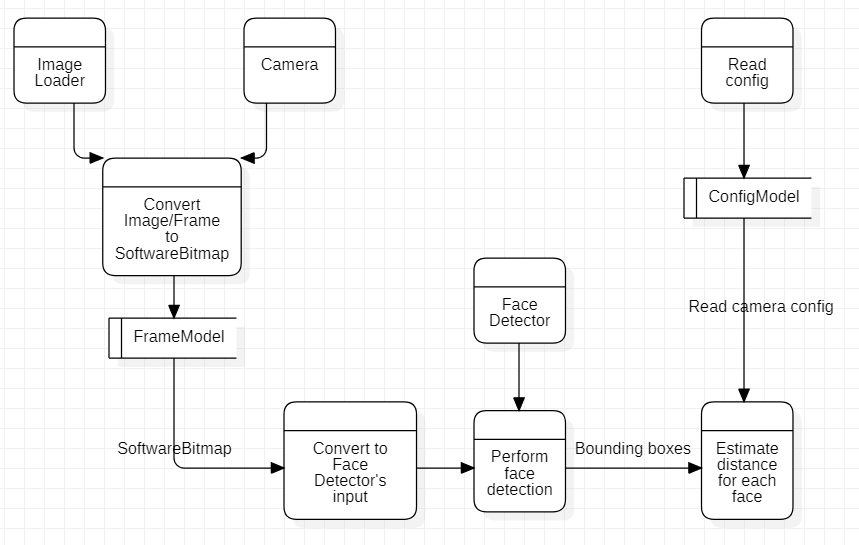 Image
Loader
Camera
Read
config
Convert
Image/Frame
to
SoftwareBitmap
ConfigModel
Face
Detector
Read camera config
FrameModel
SoftwareBitmap
Convert to
Face
Detector's
input
Perform
face
detection
Bounding boxes
Estimate
distance
for each
face